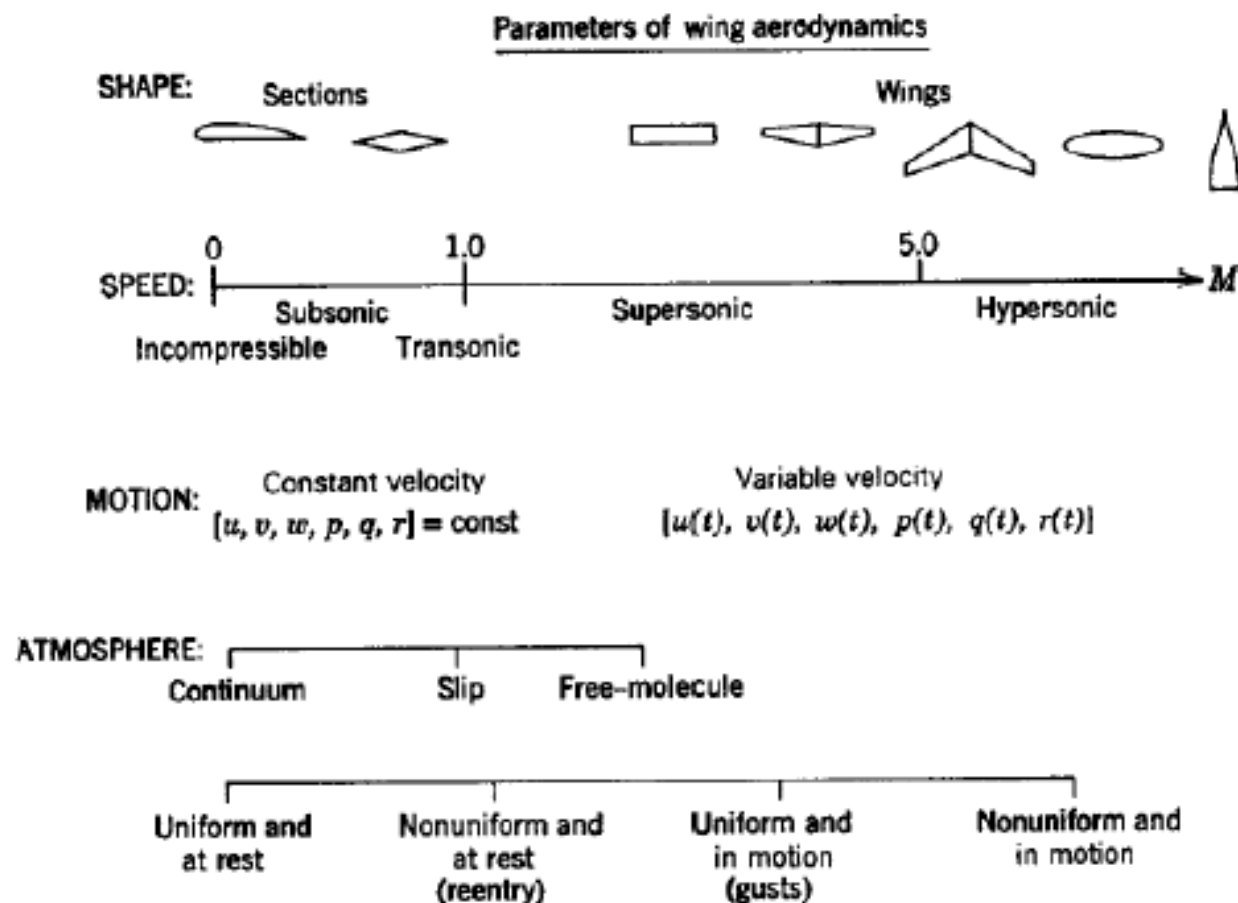 Parameters of wing aerodynamics
SHAPE:
Sections
Wings
0
1.0
5.0
SPEED:
M
Subsonic
Supersonic
Hypersonic
Incompressible
Transonic
MOTION:
Constant velocity
Variable velocity
[u, v, w, p, q, r] = const
[u(t), v(t), w(t), p(t), q(t), r(t)]
ATMOSPHERE:
Continuum
Slip
Free-molecule
Uniform and
at rest
Nonuniform and
at rest
(reentry)
Uniform and
in motion
(gusts)
Nonuniform and
in motion